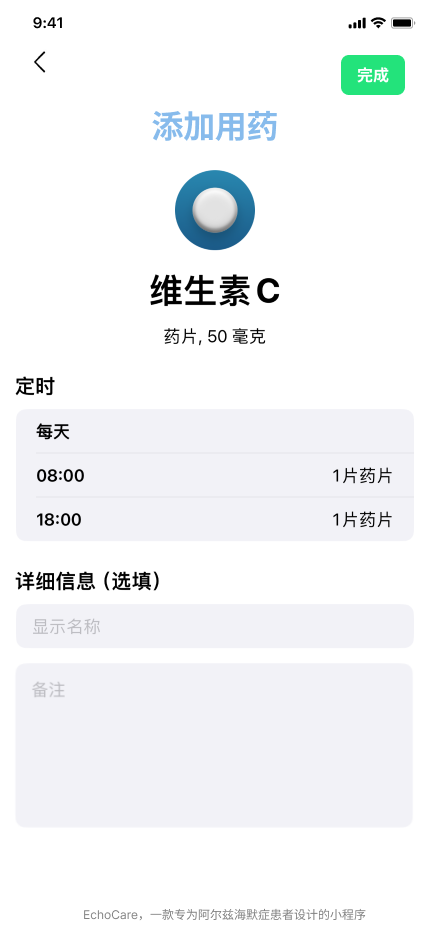 9:41
完成
添加用药
维生素 C
药片, 50 毫克
定时
每天
08:00 1片药片
18:00 1片药片
详细信息（选填）
显示名称
备注
EchoCare，一款专为阿尔兹海默症患者设计的小程序